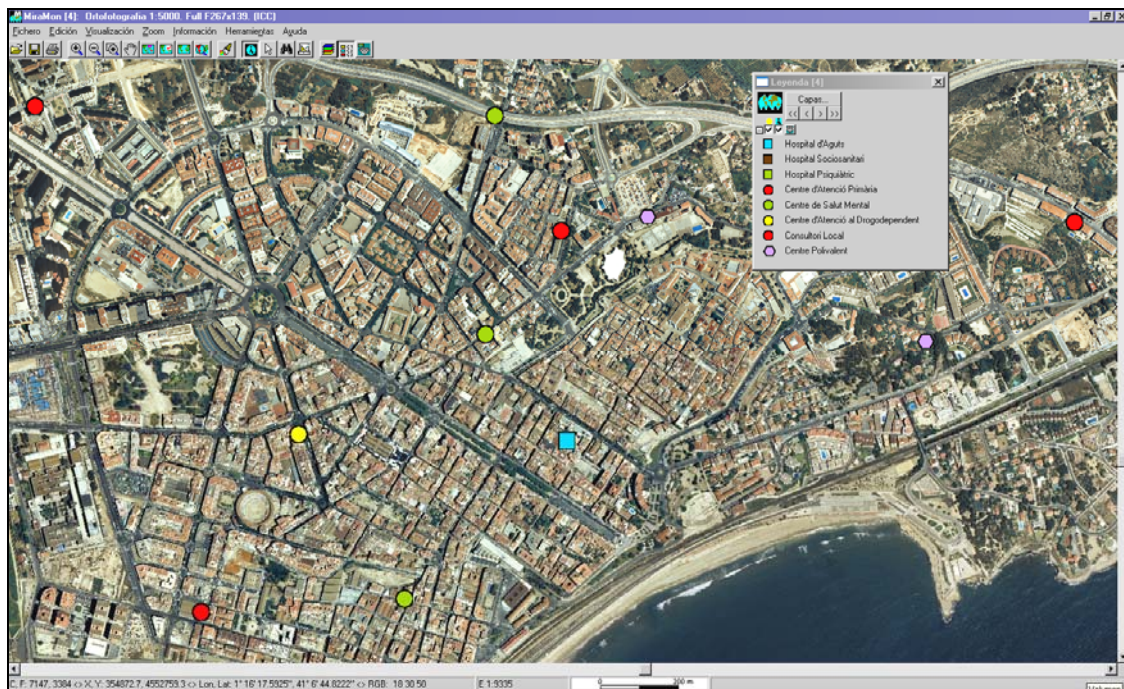 MiraMon [4]: Ortofotografia 1:5000. Full F267x139. (ICC)
Fichero Edición Visualización Zoom Información Herramientas Ayuda
Leyenda [4]
Capas...
<< < > >>
Hospital d'Aguts
Hospital Sociosanitari
Hospital Psiquiàtric
Centre d'Atenció Primària
Centre de Salut Mental
Centre d'Atenció al Drogodependent
Consultori Local
Centre Polivalent
C, F: 7147, 3384 <> X, Y: 354872.7, 4552759.3 <> Lon, Lat: 1° 16' 17.5925", 41° 6' 44.8222" <> RGB: 18 30 50 E 1:9335 0 300 m